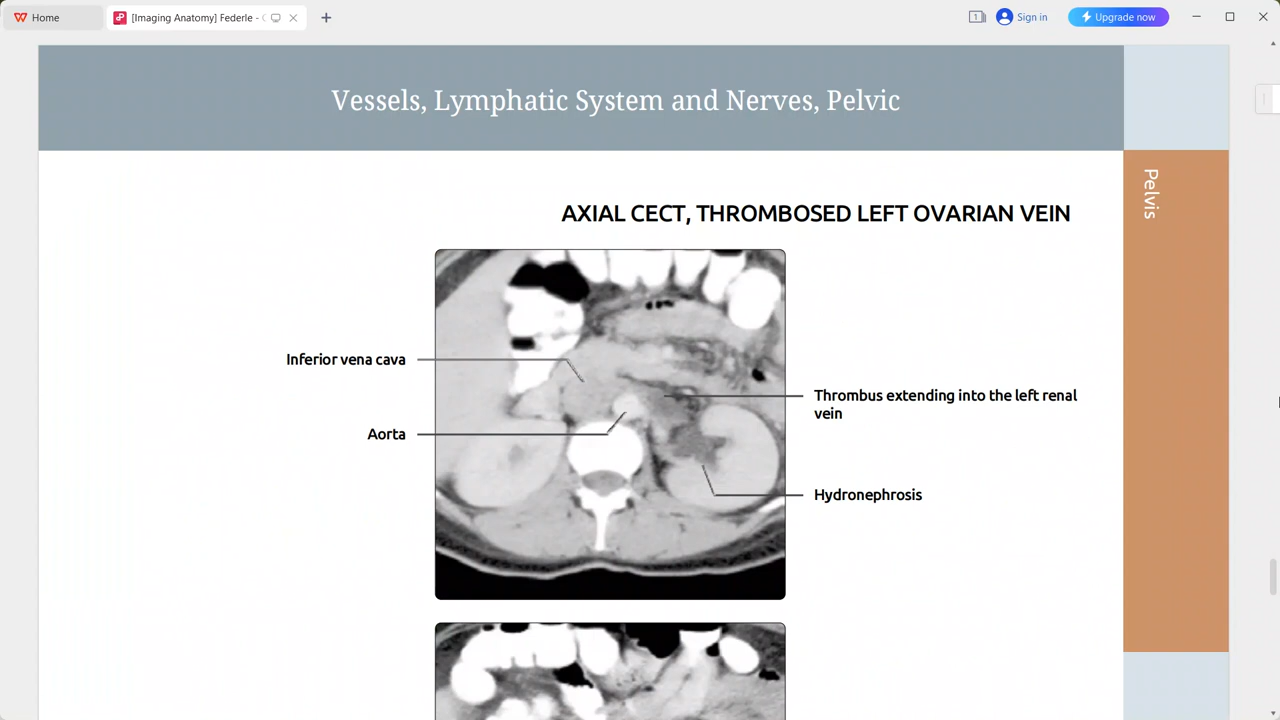 Home
[Imaging Anatomy] Federle -
1
Sign in
Upgrade now
Vessels, Lymphatic System and Nerves, Pelvic
Pelvis
AXIAL CECT, THROMBOSED LEFT OVARIAN VEIN
Inferior vena cava
Thrombus extending into the left renal
vein
Aorta
Hydronephrosis